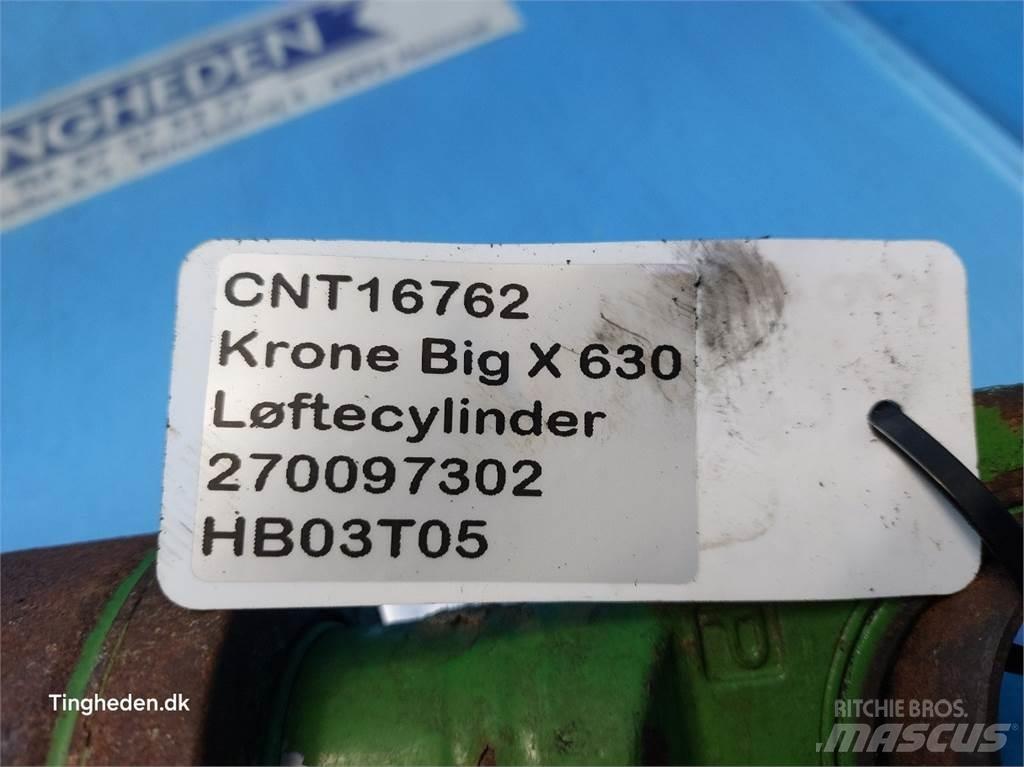 NGHEDEN
CNT16762
Krone Big X 630
Løftecylinder
270097302
HB03T05
Tingheden.dk
RITCHIE BROS.
MASCUS